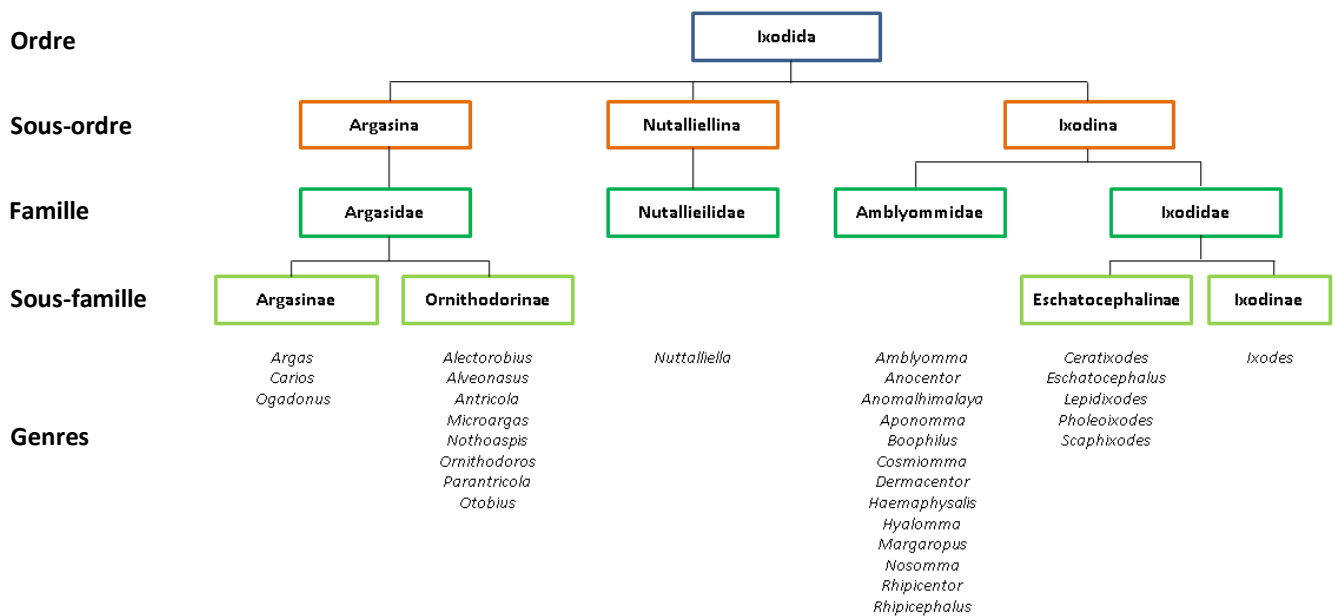 Ordre
Ixodida
Sous-ordre
Argasina
Nutalliellina
Ixodina
Famille
Argasidae
Nutallieilidae
Amblyommidae
Ixodidae
Sous-famille
Argasinae
Ornithodorinae
Eschatocephalinae
Ixodinae
Genres
Argas
Carios
Ogadonus
Alectorobius
Alveonasus
Antricola
Microargas
Nothoaspis
Ornithodoros
Parantricola
Otobius
Nuttalliella
Amblyomma
Anocentor
Anomalhimalaya
Aponomma
Boophilus
Cosmiomma
Dermacentor
Haemaphysalis
Hyalomma
Margaropus
Nosomma
Rhipicentor
Rhipicephalus
Ceratixodes
Eschatocephalus
Lepidixodes
Pholeoixodes
Scaphixodes
Ixodes